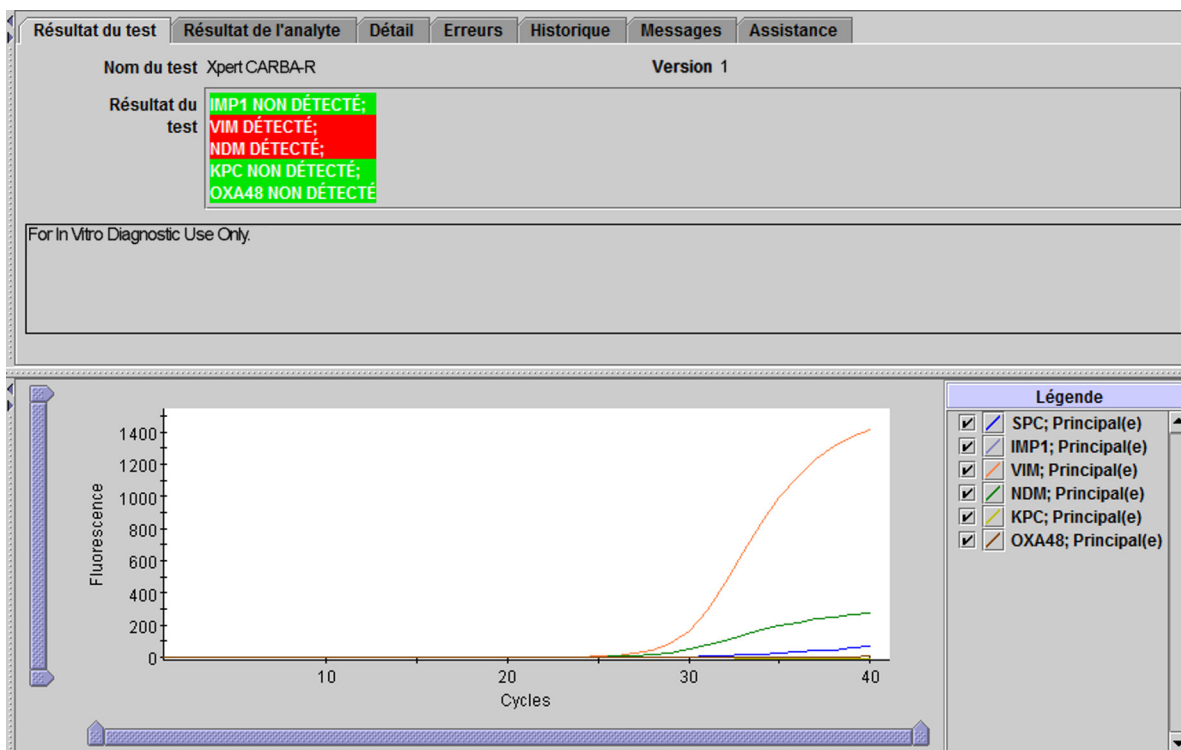 Résultat du test Résultat de l'analyte Détail Erreurs Historique Messages Assistance
Nom du test Xpert CARBA-R Version 1
Résultat du test
IMP1 NON DÉTECTÉ;
VIM DÉTECTÉ;
NDM DÉTECTÉ;
KPC NON DÉTECTÉ;
OXA48 NON DÉTECTÉ
For In Vitro Diagnostic Use Only.
Fluorescence
1400
1200
1000
800
600
400
200
0
10 20 30 40
Cycles
Légende
SPC; Principal(e)
IMP1; Principal(e)
VIM; Principal(e)
NDM; Principal(e)
KPC; Principal(e)
OXA48; Principal(e)